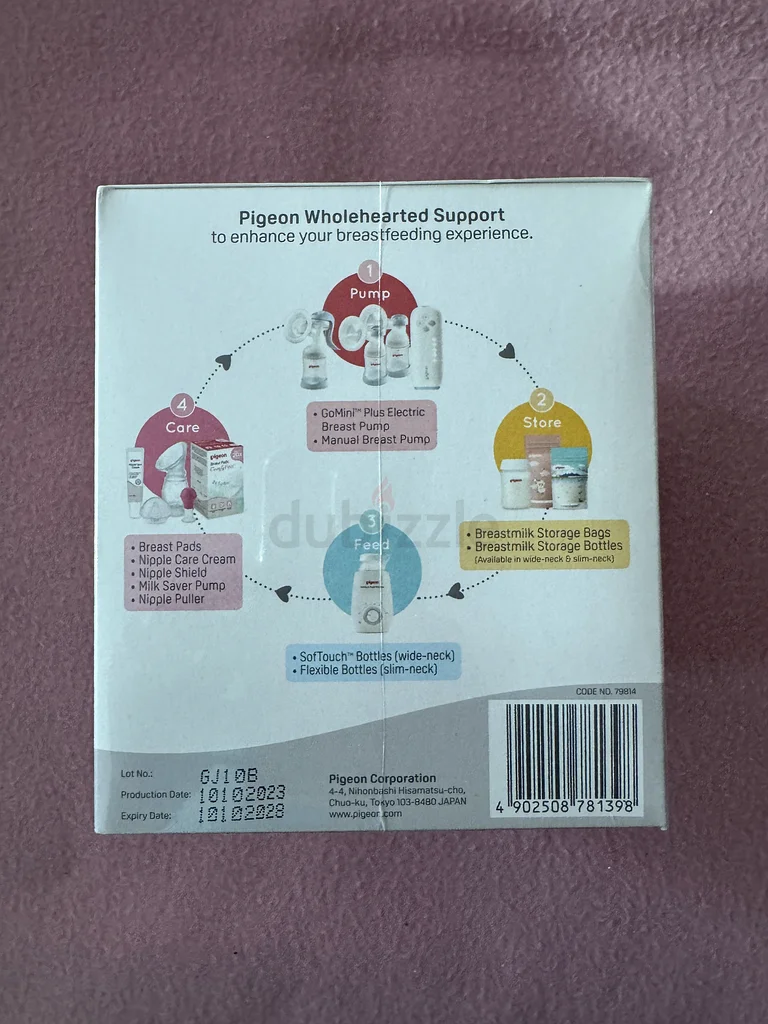 Pigeon Wholehearted Support
to enhance your breastfeeding experience.
1
Pump
• GoMini™ Plus Electric
Breast Pump
• Manual Breast Pump
2
Store
• Breastmilk Storage Bags
• Breastmilk Storage Bottles
(Available in wide-neck & slim-neck)
3
Feed
• SofTouch™ Bottles (wide-neck)
• Flexible Bottles (slim-neck)
4
Care
pigeon
• Breast Pads
• Nipple Care Cream
• Nipple Shield
• Milk Saver Pump
• Nipple Puller
dubizzle
CODE NO. 79814
Lot No.: GJ10B
Production Date: 10102023
Expiry Date: 10102028
Pigeon Corporation
4-4, Nihonbashi Hisamatsu-cho,
Chuo-ku, Tokyo 103-8480 JAPAN
www.pigeon.com
4 902508 781398